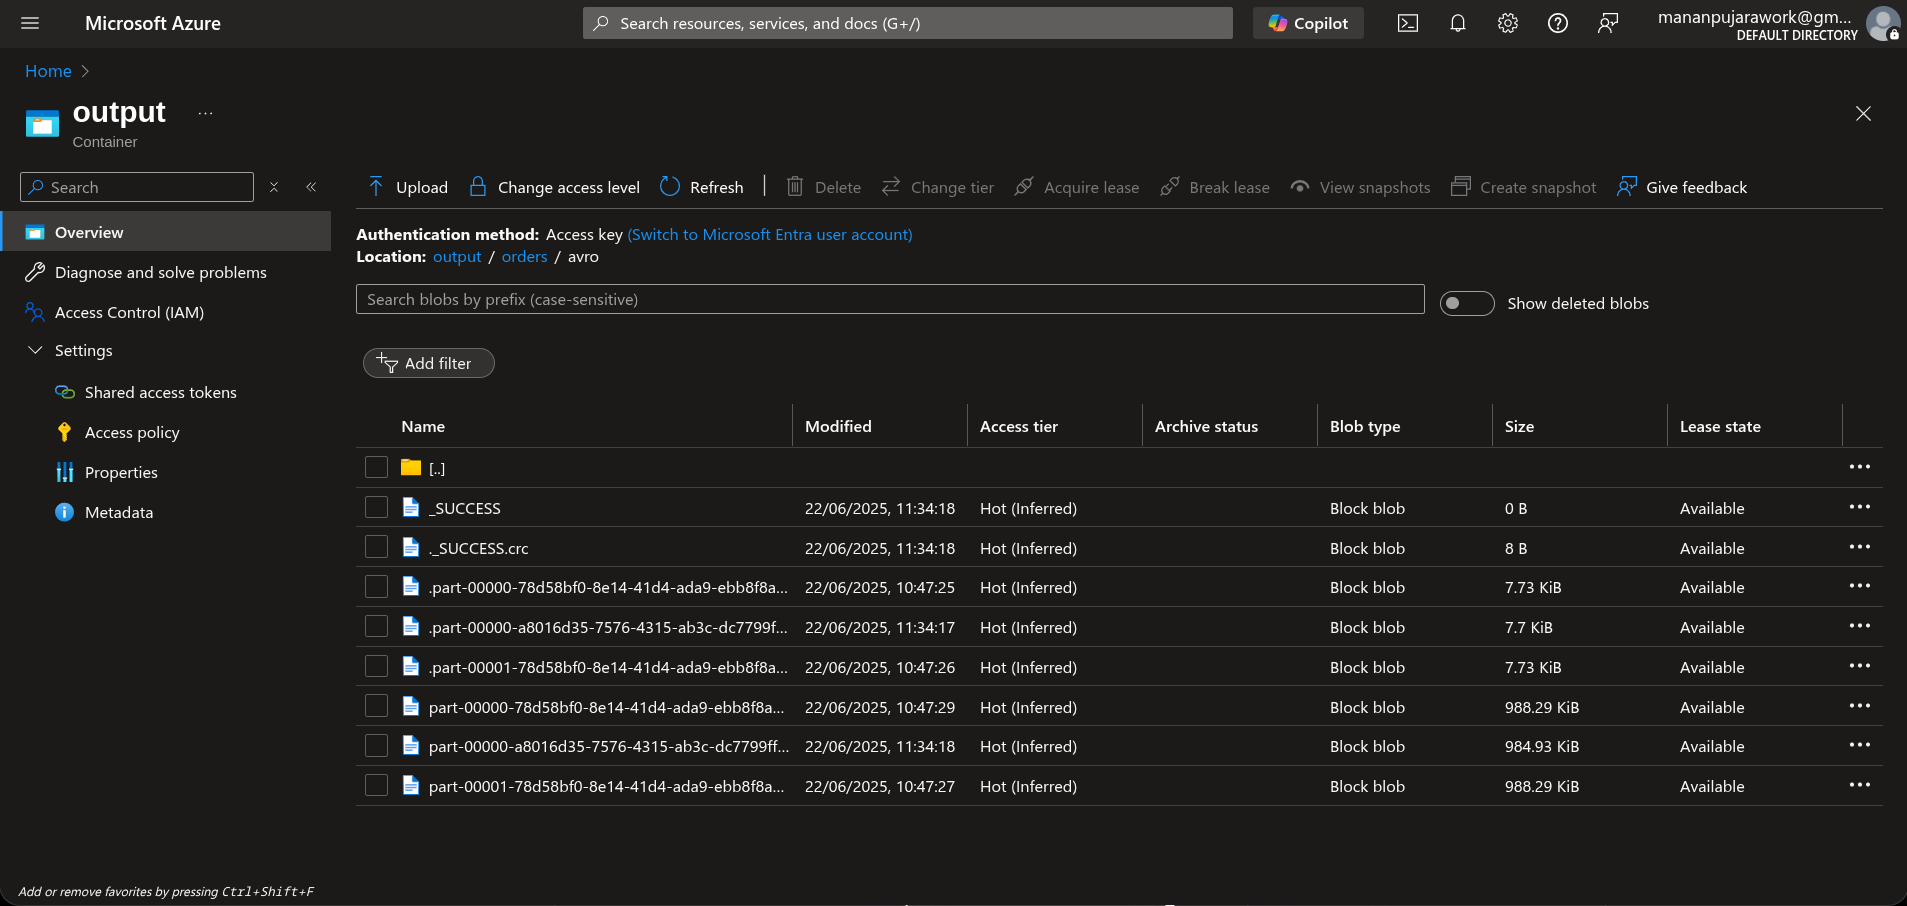 Microsoft Azure
Search resources, services, and docs (G+/)
Copilot
mananpujarawork@gm...
DEFAULT DIRECTORY
Home
output
Container
Search
Overview
Diagnose and solve problems
Access Control (IAM)
Settings
Shared access tokens
Access policy
Properties
Metadata
Add or remove favorites by pressing Ctrl+Shift+F
Upload Change access level Refresh Delete Change tier Acquire lease Break lease View snapshots Create snapshot Give feedback
Authentication method: Access key (Switch to Microsoft Entra user account)
Location: output / orders / avro
Search blobs by prefix (case-sensitive)
Show deleted blobs
Add filter
Name Modified Access tier Archive status Blob type Size Lease state
[..]
_SUCCESS 22/06/2025, 11:34:18 Hot (Inferred) Block blob 0 B Available
._SUCCESS.crc 22/06/2025, 11:34:18 Hot (Inferred) Block blob 8 B Available
.part-00000-78d58bf0-8e14-41d4-ada9-ebb8f8a... 22/06/2025, 10:47:25 Hot (Inferred) Block blob 7.73 KiB Available
.part-00000-a8016d35-7576-4315-ab3c-dc7799f... 22/06/2025, 11:34:17 Hot (Inferred) Block blob 7.7 KiB Available
.part-00001-78d58bf0-8e14-41d4-ada9-ebb8f8a... 22/06/2025, 10:47:26 Hot (Inferred) Block blob 7.73 KiB Available
part-00000-78d58bf0-8e14-41d4-ada9-ebb8f8a... 22/06/2025, 10:47:29 Hot (Inferred) Block blob 988.29 KiB Available
part-00000-a8016d35-7576-4315-ab3c-dc7799ff... 22/06/2025, 11:34:18 Hot (Inferred) Block blob 984.93 KiB Available
part-00001-78d58bf0-8e14-41d4-ada9-ebb8f8a... 22/06/2025, 10:47:27 Hot (Inferred) Block blob 988.29 KiB Available